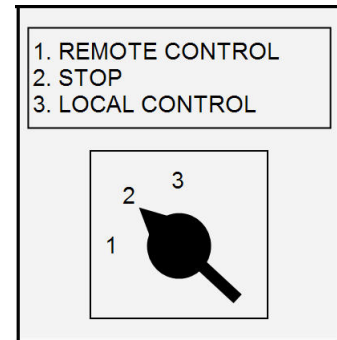 1. REMOTE CONTROL
2. STOP
3. LOCAL CONTROL
3
2
1